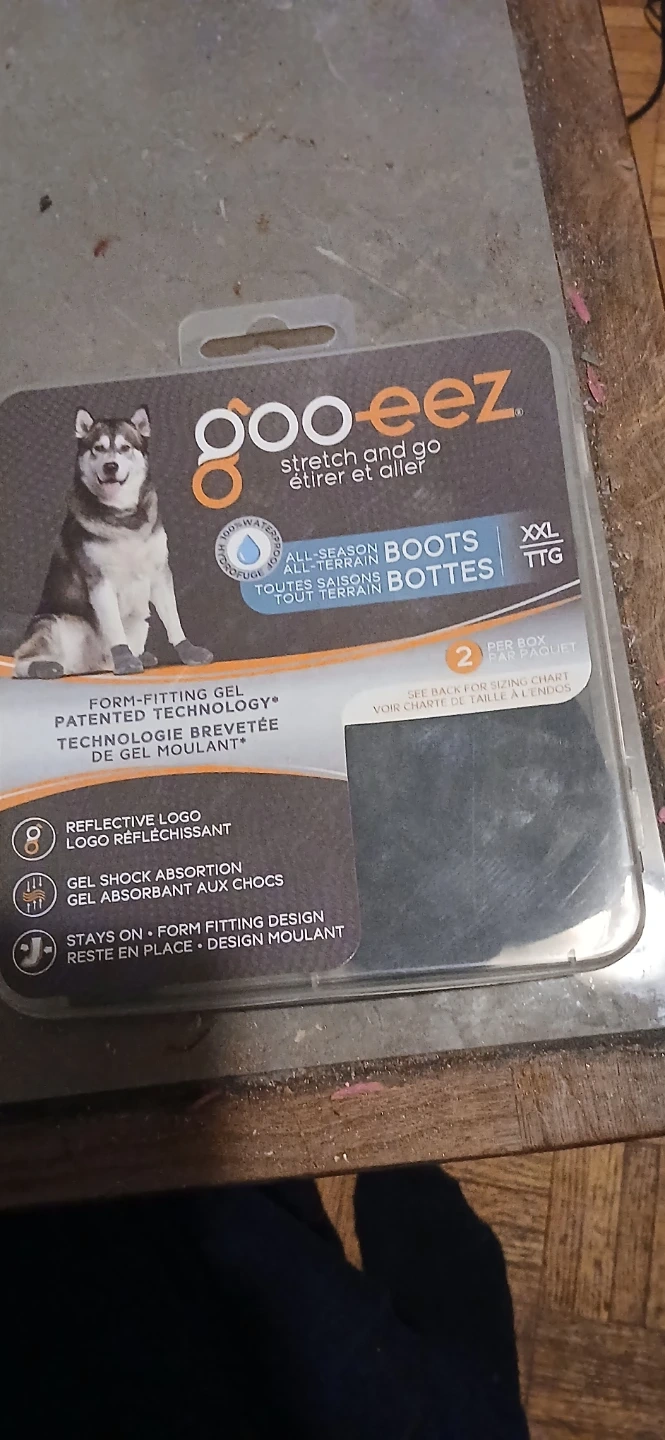 goo-eez®
stretch and go
étirer et aller
100% WATERPROOF
HYDROFUGE
ALL-SEASON
ALL-TERRAIN BOOTS
TOUTES SAISONS
TOUT TERRAIN BOTTES
XXL
TTG
2 PER BOX
PAR PAQUET
SEE BACK FOR SIZING CHART
VOIR CHARTE DE TAILLE À L'ENDOS
FORM-FITTING GEL
PATENTED TECHNOLOGY*
TECHNOLOGIE BREVETÉE
DE GEL MOULANT*
REFLECTIVE LOGO
LOGO RÉFLÉCHISSANT
GEL SHOCK ABSORTION
GEL ABSORBANT AUX CHOCS
STAYS ON • FORM FITTING DESIGN
RESTE EN PLACE • DESIGN MOULANT